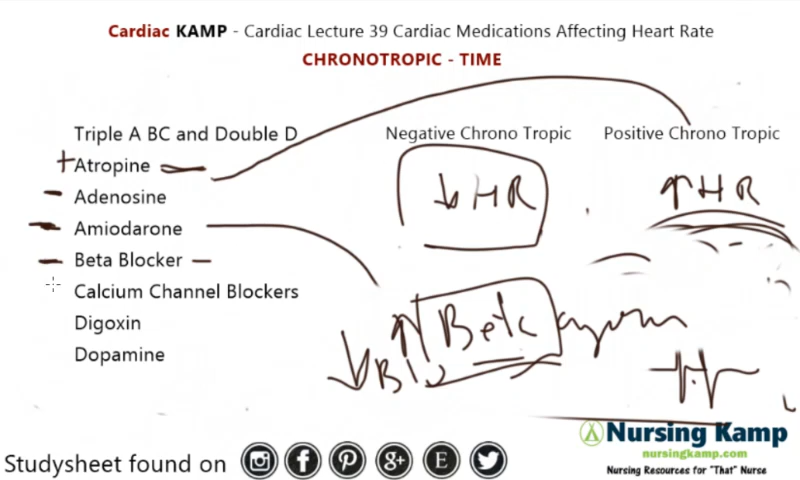 Cardiac KAMP - Cardiac Lecture 39 Cardiac Medications Affecting Heart Rate
CHRONOTROPIC - TIME
Triple A BC and Double D
Negative Chrono Tropic
Positive Chrono Tropic
+ Atropine —
- Adenosine
- Amiodarone
- Beta Blocker —
Calcium Channel Blockers
Digoxin
Dopamine
↓ HR
↑ HR
↑ Beta
↓
Nursing Kamp
nursingkamp.com
Nursing Resources for "That" Nurse
Studysheet found on